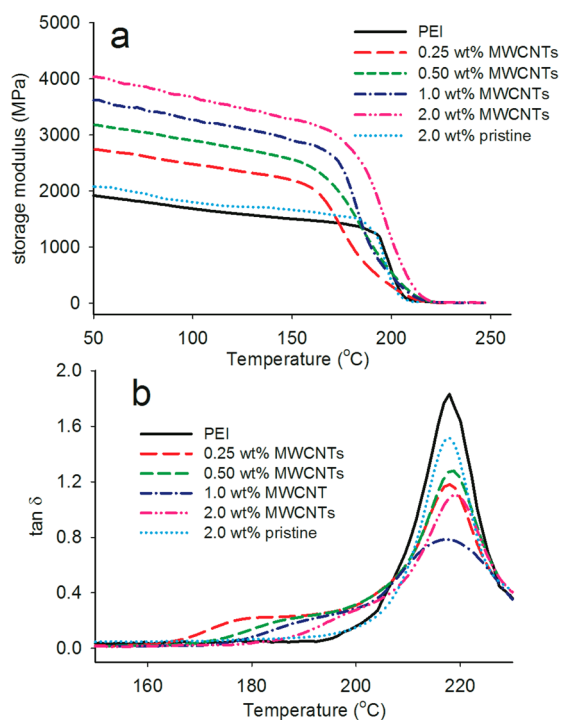 a
5000
4000
3000
2000
1000
0
storage modulus (MPa)
PEI
0.25 wt% MWCNTs
0.50 wt% MWCNTs
1.0 wt% MWCNTs
2.0 wt% MWCNTs
2.0 wt% pristine
50 100 150 200 250
Temperature (°C)
b
2.0
1.6
1.2
0.8
0.4
0.0
tan δ
PEI
0.25 wt% MWCNTs
0.50 wt% MWCNTs
1.0 wt% MWCNT
2.0 wt% MWCNTs
2.0 wt% pristine
160 180 200 220
Temperature (°C)